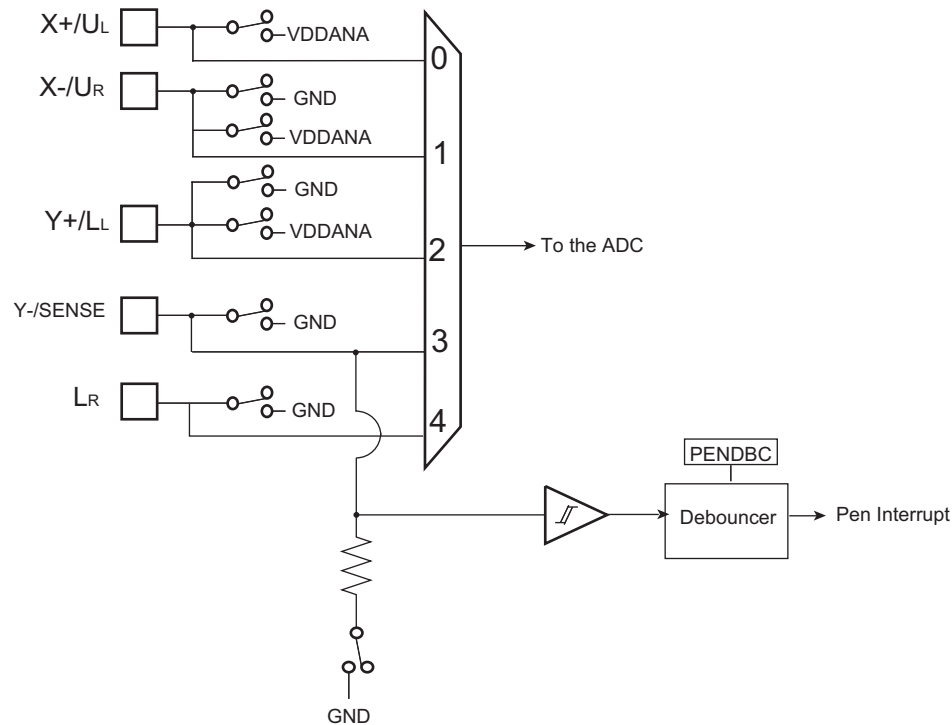 X+/UL
VDDANA
0
X-/UR
GND
VDDANA
1
GND
Y+/LL
VDDANA
2
To the ADC
Y-/SENSE
GND
3
LR
GND
4
PENDBC
Debouncer
Pen Interrupt
GND